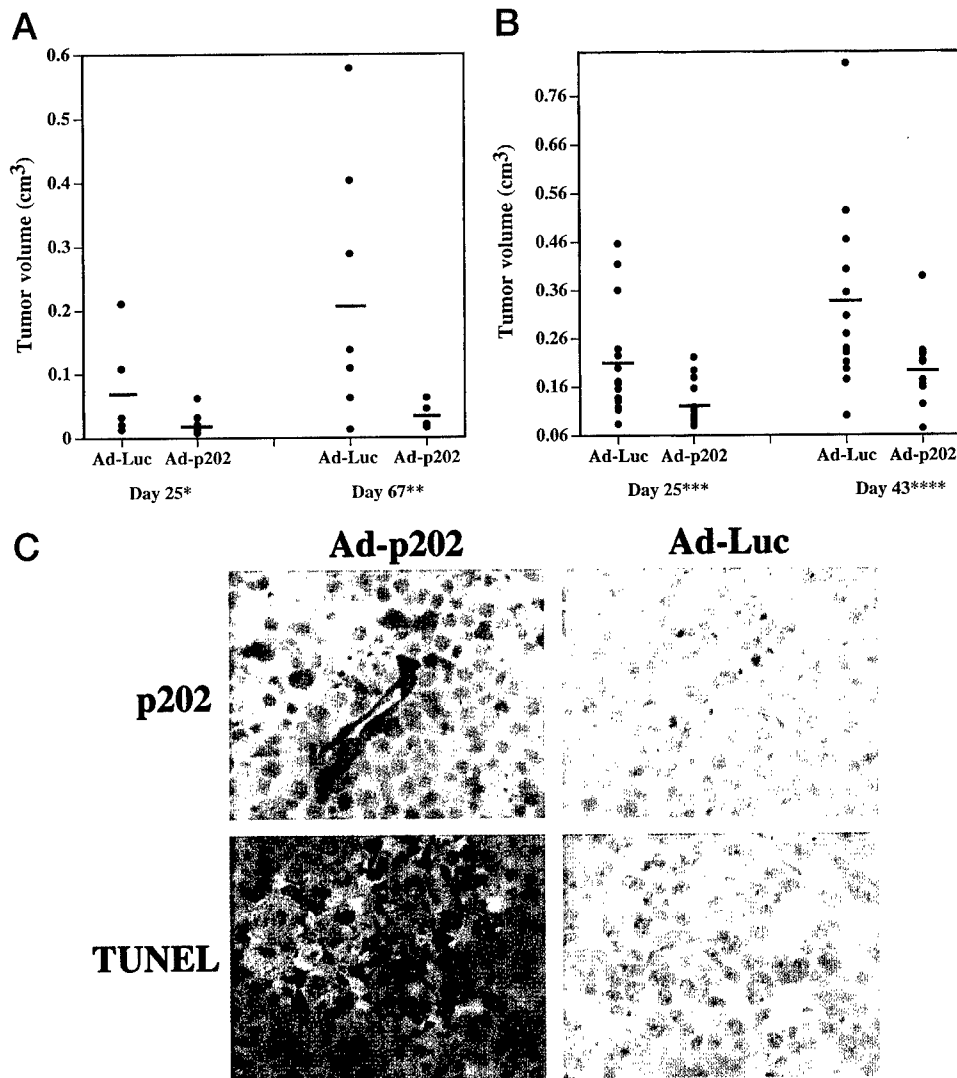 A
B
Tumor volume (cm3)
0.6
0.5
0.4
0.3
0.2
0.1
0
Ad-Luc Ad-p202 Ad-Luc Ad-p202
Day 25* Day 67**
Tumor volume (cm3)
0.76
0.66
0.56
0.46
0.36
0.26
0.16
0.06
Ad-Luc Ad-p202 Ad-Luc Ad-p202
Day 25*** Day 43****
C
Ad-p202 Ad-Luc
p202
TUNEL